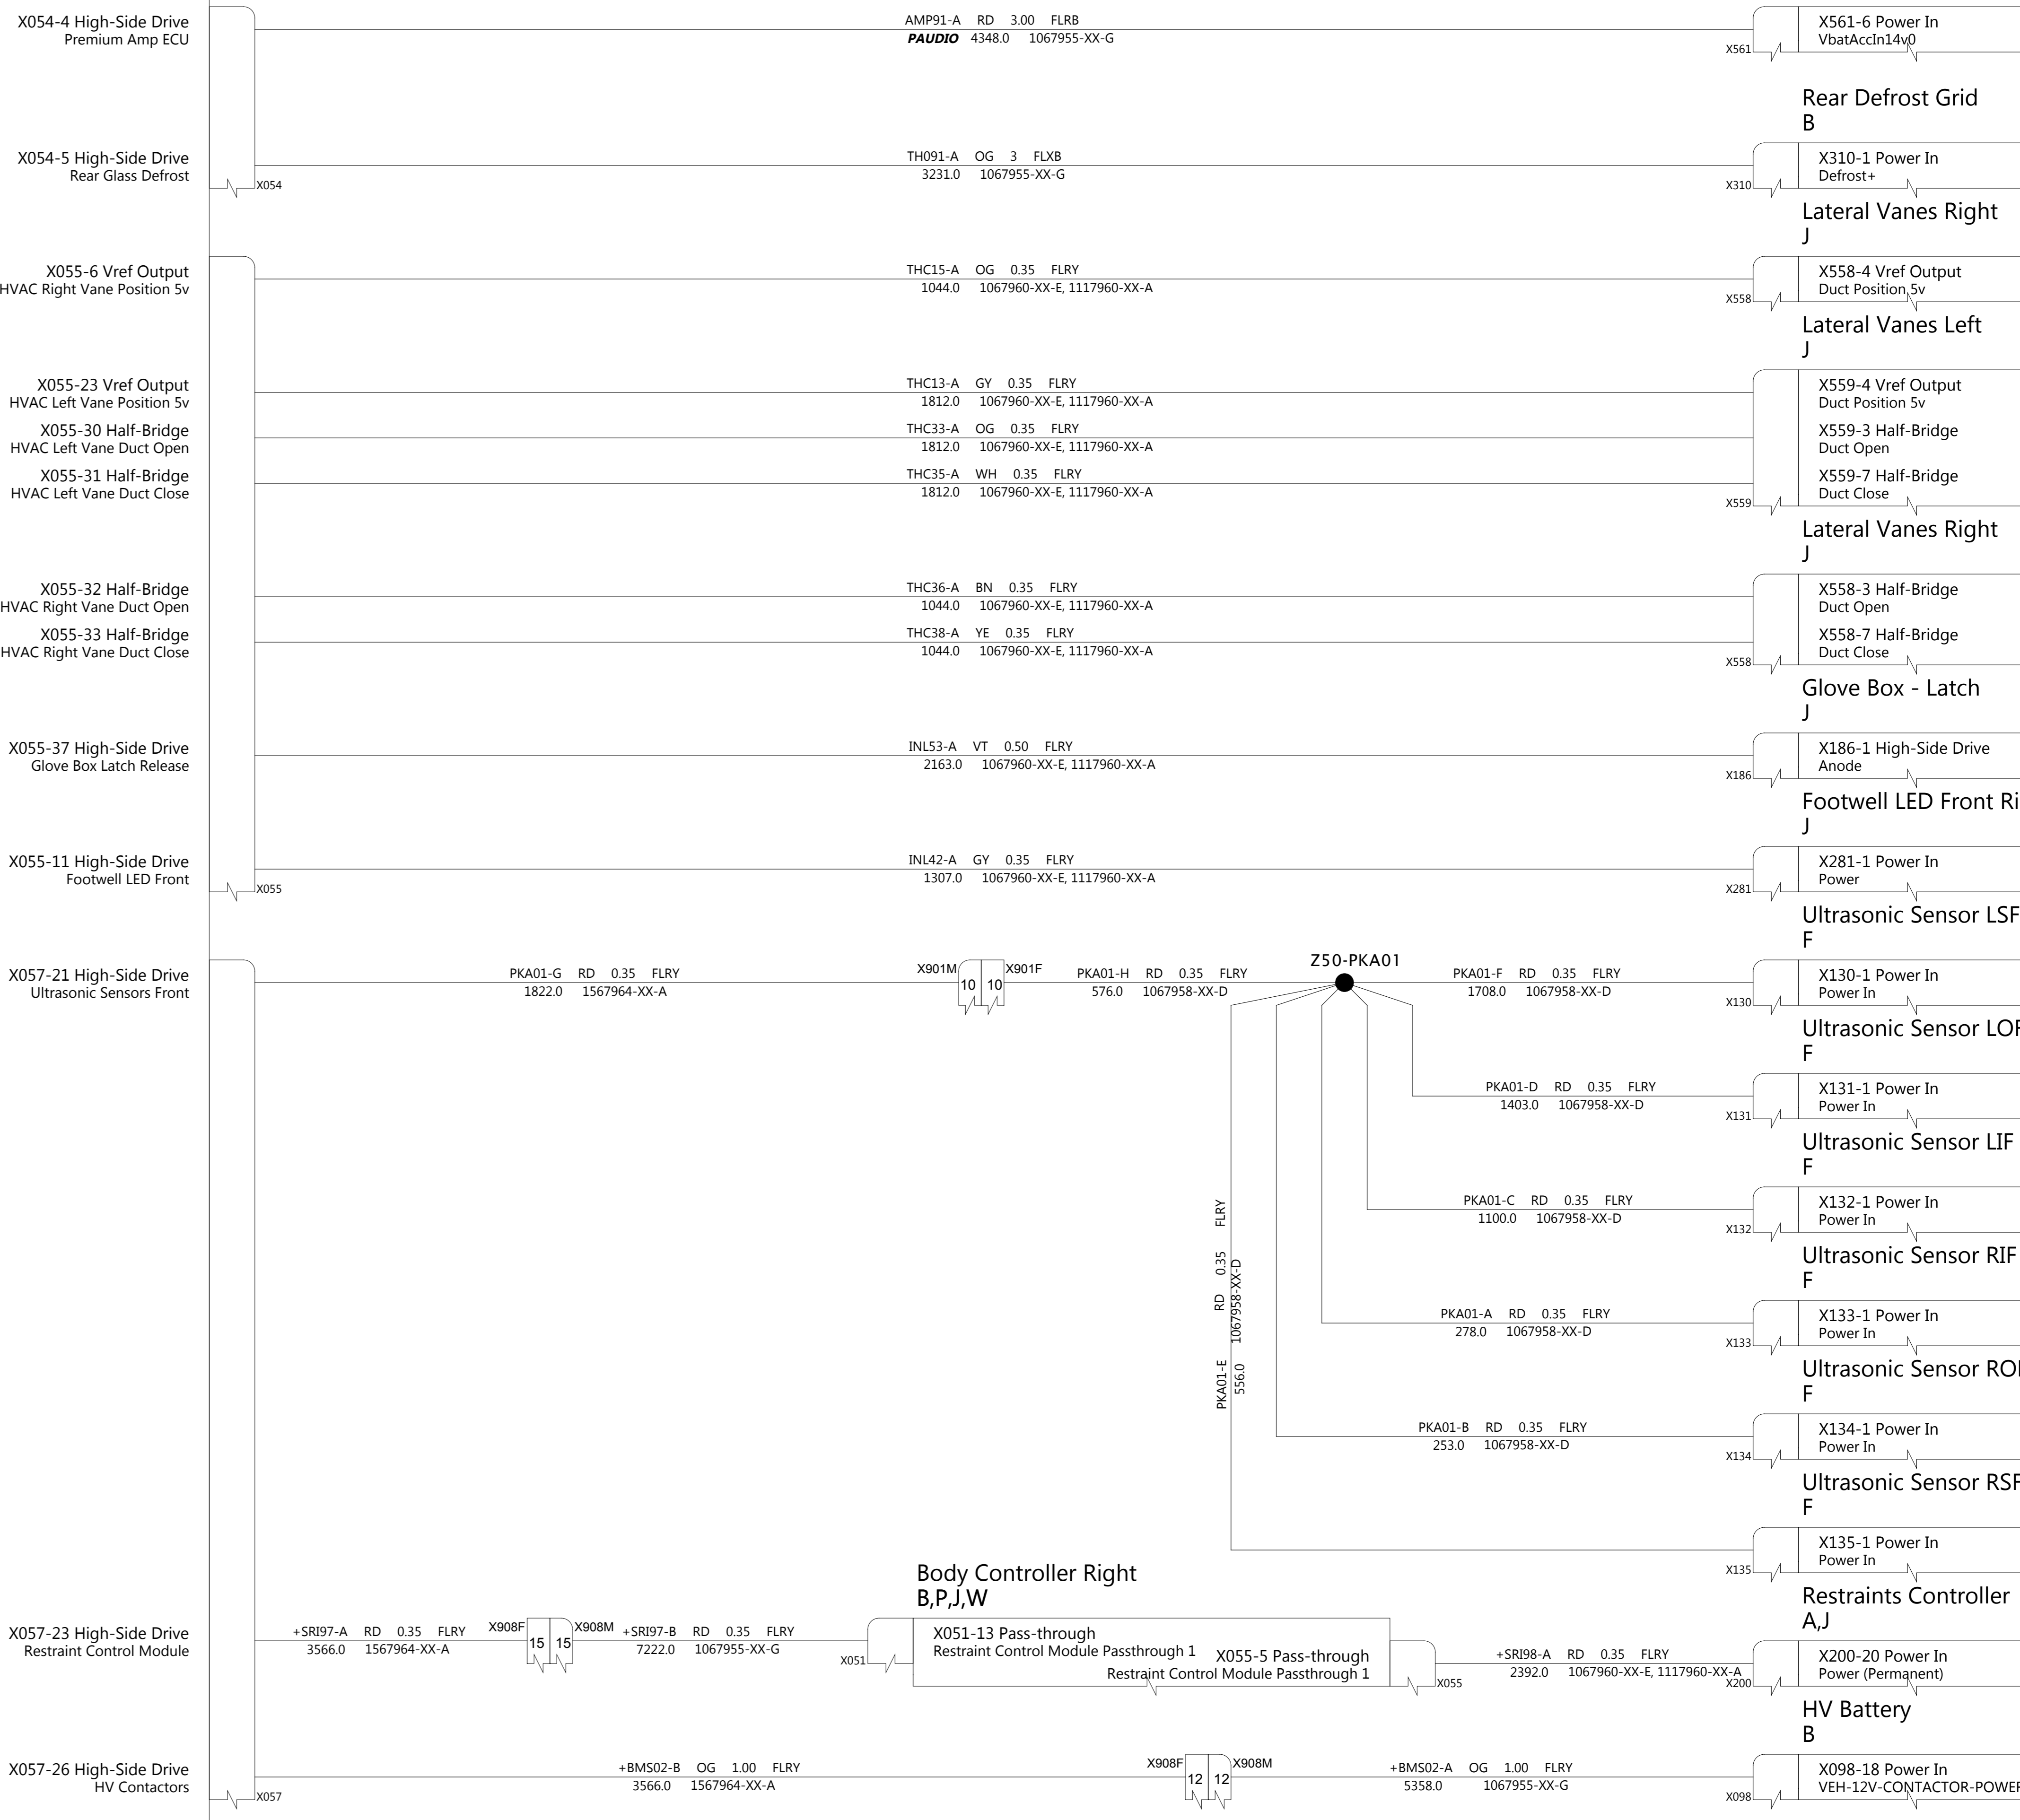 X054-4 High-Side Drive
Premium Amp ECU
AMP91-A RD 3.00 FLRB
PAUDIO 4348.0 1067955-XX-G
X561
X561-6 Power In
VbatAccIn14v0
Rear Defrost Grid
B
X054-5 High-Side Drive
Rear Glass Defrost
X054
TH091-A OG 3 FLXB
3231.0 1067955-XX-G
X310
X310-1 Power In
Defrost+
Lateral Vanes Right
J
X055-6 Vref Output
HVAC Right Vane Position 5v
THC15-A OG 0.35 FLRY
1044.0 1067960-XX-E, 1117960-XX-A
X558
X558-4 Vref Output
Duct Position 5v
Lateral Vanes Left
J
X055-23 Vref Output
HVAC Left Vane Position 5v
THC13-A GY 0.35 FLRY
1812.0 1067960-XX-E, 1117960-XX-A
X559-4 Vref Output
Duct Position 5v
X055-30 Half-Bridge
HVAC Left Vane Duct Open
THC33-A OG 0.35 FLRY
1812.0 1067960-XX-E, 1117960-XX-A
X559-3 Half-Bridge
Duct Open
X055-31 Half-Bridge
HVAC Left Vane Duct Close
THC35-A WH 0.35 FLRY
1812.0 1067960-XX-E, 1117960-XX-A
X559
X559-7 Half-Bridge
Duct Close
Lateral Vanes Right
J
X055-32 Half-Bridge
HVAC Right Vane Duct Open
THC36-A BN 0.35 FLRY
1044.0 1067960-XX-E, 1117960-XX-A
X558-3 Half-Bridge
Duct Open
X055-33 Half-Bridge
HVAC Right Vane Duct Close
THC38-A YE 0.35 FLRY
1044.0 1067960-XX-E, 1117960-XX-A
X558
X558-7 Half-Bridge
Duct Close
Glove Box - Latch
J
X055-37 High-Side Drive
Glove Box Latch Release
INL53-A VT 0.50 FLRY
2163.0 1067960-XX-E, 1117960-XX-A
X186
X186-1 High-Side Drive
Anode
Footwell LED Front Ri
J
X055-11 High-Side Drive
Footwell LED Front
X055
INL42-A GY 0.35 FLRY
1307.0 1067960-XX-E, 1117960-XX-A
X281
X281-1 Power In
Power
Ultrasonic Sensor LSF
F
X057-21 High-Side Drive
Ultrasonic Sensors Front
PKA01-G RD 0.35 FLRY
1822.0 1567964-XX-A
X901M 10 10 X901F
PKA01-H RD 0.35 FLRY
576.0 1067958-XX-D
Z50-PKA01
PKA01-F RD 0.35 FLRY
1708.0 1067958-XX-D
X130
X130-1 Power In
Power In
Ultrasonic Sensor LOF
F
PKA01-D RD 0.35 FLRY
1403.0 1067958-XX-D
X131
X131-1 Power In
Power In
Ultrasonic Sensor LIF
F
PKA01-C RD 0.35 FLRY
1100.0 1067958-XX-D
X132
X132-1 Power In
Power In
Ultrasonic Sensor RIF
F
PKA01-E RD 0.35 FLRY
556.0 1067958-XX-D
PKA01-A RD 0.35 FLRY
278.0 1067958-XX-D
X133
X133-1 Power In
Power In
Ultrasonic Sensor RO
F
PKA01-B RD 0.35 FLRY
253.0 1067958-XX-D
X134
X134-1 Power In
Power In
Ultrasonic Sensor RSF
F
X135
X135-1 Power In
Power In
Body Controller Right
B,P,J,W
Restraints Controller
A,J
X057-23 High-Side Drive
Restraint Control Module
+SRI97-A RD 0.35 FLRY
3566.0 1567964-XX-A
X908F 15 15 X908M
+SRI97-B RD 0.35 FLRY
7222.0 1067955-XX-G
X051
X051-13 Pass-through
Restraint Control Module Passthrough 1
X055-5 Pass-through
Restraint Control Module Passthrough 1
X055
+SRI98-A RD 0.35 FLRY
2392.0 1067960-XX-E, 1117960-XX-A
X200
X200-20 Power In
Power (Permanent)
HV Battery
B
X057-26 High-Side Drive
HV Contactors
X057
+BMS02-B OG 1.00 FLRY
3566.0 1567964-XX-A
X908F 12 12 X908M
+BMS02-A OG 1.00 FLRY
5358.0 1067955-XX-G
X098
X098-18 Power In
VEH-12V-CONTACTOR-POWER